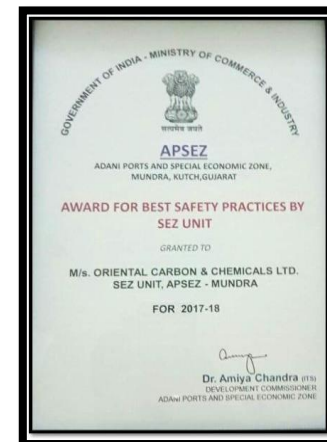 GOVERNMENT OF INDIA - MINISTRY OF COMMERCE & INDUSTRY
सत्यमेव जयते
APSEZ
ADANI PORTS AND SPECIAL ECONOMIC ZONE,
MUNDRA, KUTCH,GUJARAT
AWARD FOR BEST SAFETY PRACTICES BY
SEZ UNIT
GRANTED TO
M/s. ORIENTAL CARBON & CHEMICALS LTD.
SEZ UNIT, APSEZ - MUNDRA
FOR 2017-18
Dr. Amiya Chandra (ITS)
DEVELOPMENT COMMISSIONER
ADANI PORTS AND SPECIAL ECONOMIC ZONE